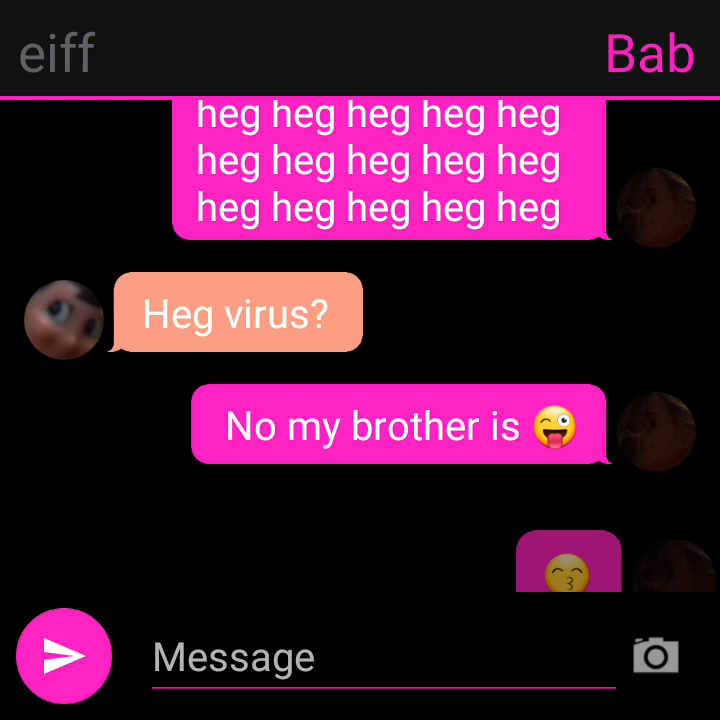 eiff
Bab
heg heg heg heg heg
heg heg heg heg heg
heg heg heg heg heg
Heg virus?
No my brother is 😜
😙
Message